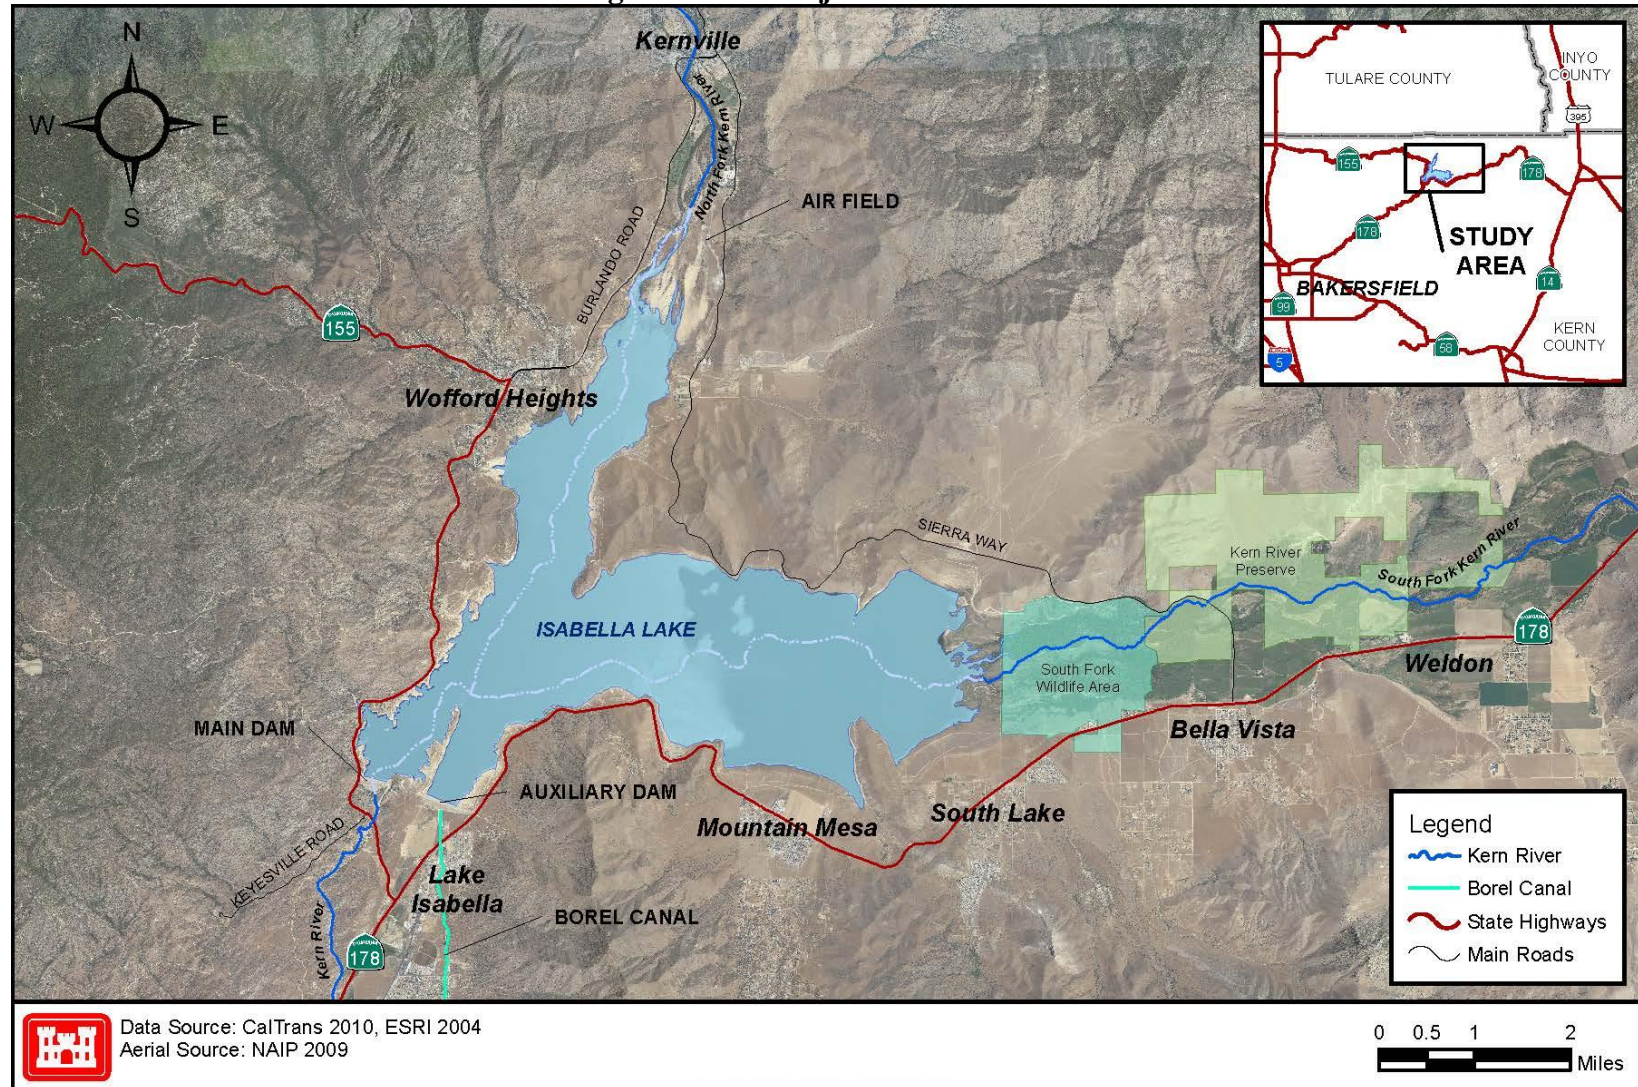 Kernville
N
W
E
S
North Fork Kern River
AIR FIELD
BURLANDO ROAD
155
Wofford Heights
TULARE COUNTY
INYO
COUNTY
395
155
178
178
STUDY
AREA
BAKERSFIELD
99
14
58
5
KERN
COUNTY
SIERRA WAY
Kern River
Preserve
South Fork Kern River
ISABELLA LAKE
South Fork
Wildlife Area
178
Weldon
Bella Vista
MAIN DAM
AUXILIARY DAM
Mountain Mesa
South Lake
KEYESVILLE ROAD
Lake
Isabella
BOREL CANAL
Kern River
178
Legend
Kern River
Borel Canal
State Highways
Main Roads
Data Source: CalTrans 2010, ESRI 2004
Aerial Source: NAIP 2009
0 0.5 1 2
Miles